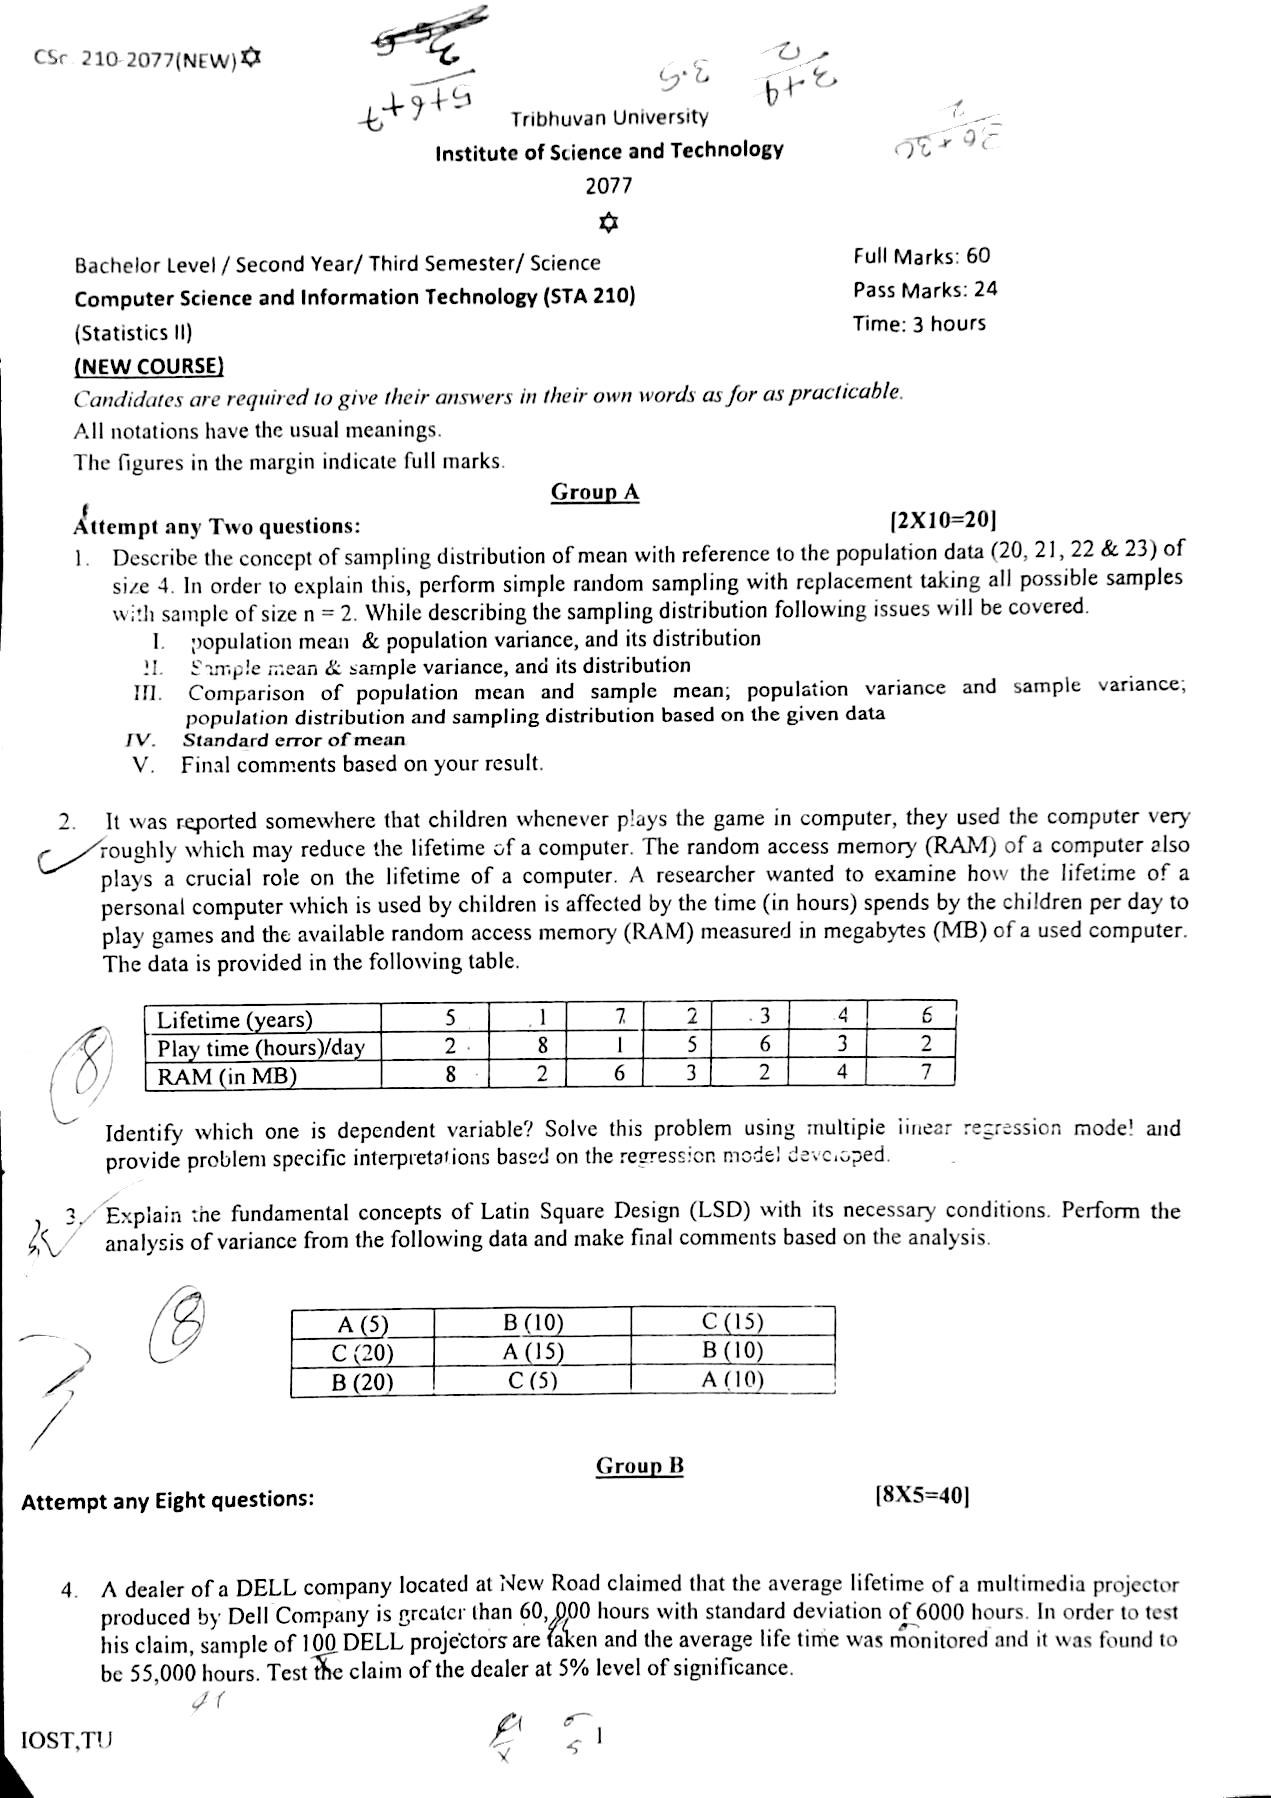 CSc 210-2077(NEW)✡
Tribhuvan University
Institute of Science and Technology
2077
✡
Bachelor Level / Second Year/ Third Semester/ Science
Full Marks: 60
Computer Science and Information Technology (STA 210)
Pass Marks: 24
(Statistics II)
Time: 3 hours
(NEW COURSE)
Candidates are required to give their answers in their own words as for as practicable.
All notations have the usual meanings.
The figures in the margin indicate full marks.
Group A
Attempt any Two questions: [2X10=20]
1. Describe the concept of sampling distribution of mean with reference to the population data (20, 21, 22 & 23) of
size 4. In order to explain this, perform simple random sampling with replacement taking all possible samples
with sample of size n = 2. While describing the sampling distribution following issues will be covered.
I. population mean & population variance, and its distribution
II. Sample mean & sample variance, and its distribution
III. Comparison of population mean and sample mean; population variance and sample variance;
population distribution and sampling distribution based on the given data
IV. Standard error of mean
V. Final comments based on your result.
2. It was reported somewhere that children whenever plays the game in computer, they used the computer very
roughly which may reduce the lifetime of a computer. The random access memory (RAM) of a computer also
plays a crucial role on the lifetime of a computer. A researcher wanted to examine how the lifetime of a
personal computer which is used by children is affected by the time (in hours) spends by the children per day to
play games and the available random access memory (RAM) measured in megabytes (MB) of a used computer.
The data is provided in the following table.
Lifetime (years) 5 1 7 2 3 4 6
Play time (hours)/day 2 8 1 5 6 3 2
RAM (in MB) 8 2 6 3 2 4 7
8
Identify which one is dependent variable? Solve this problem using multiple linear regression model and
provide problem specific interpretations based on the regression model developed.
3. Explain the fundamental concepts of Latin Square Design (LSD) with its necessary conditions. Perform the
analysis of variance from the following data and make final comments based on the analysis.
8
A (5) B (10) C (15)
C (20) A (15) B (10)
B (20) C (5) A (10)
Group B
Attempt any Eight questions: [8X5=40]
4. A dealer of a DELL company located at New Road claimed that the average lifetime of a multimedia projector
produced by Dell Company is greater than 60,000 hours with standard deviation of 6000 hours. In order to test
his claim, sample of 100 DELL projectors are taken and the average life time was monitored and it was found to
be 55,000 hours. Test the claim of the dealer at 5% level of significance.
IOST,TU
1